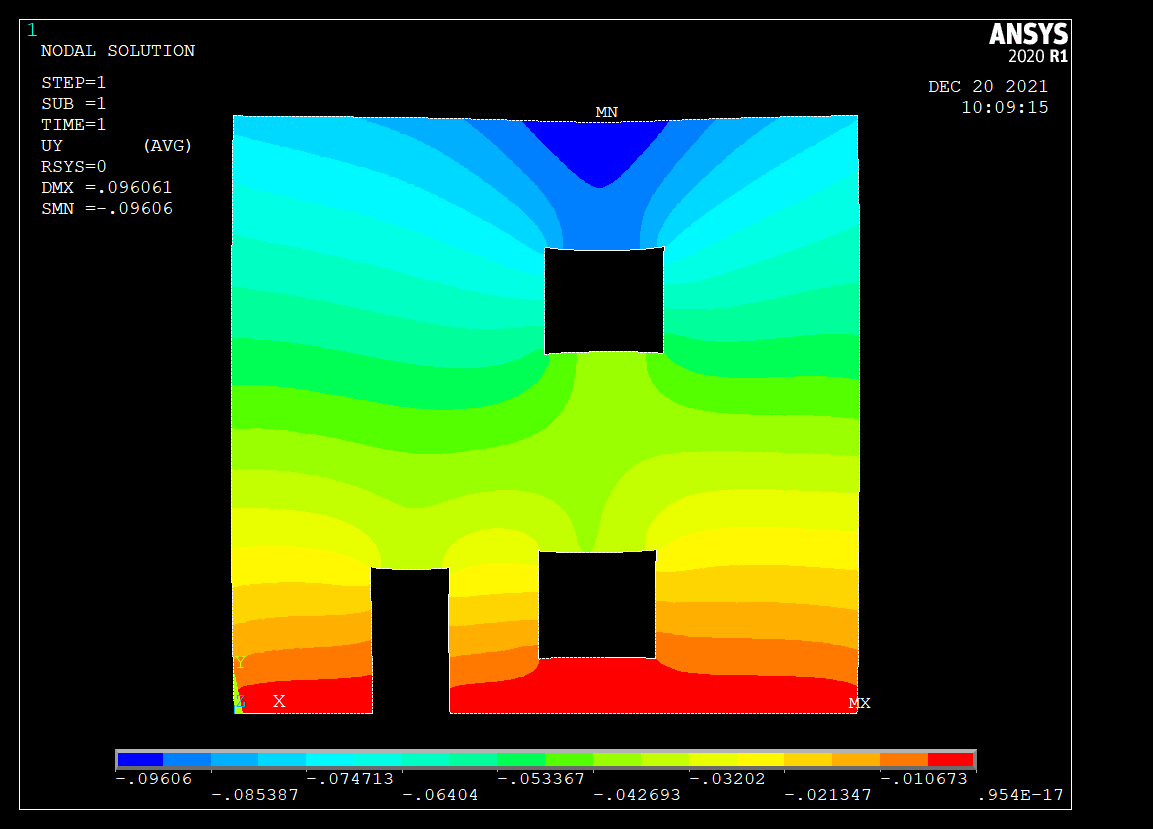 1
ANSYS
2020 R1
NODAL SOLUTION
STEP=1
SUB =1
TIME=1
UY (AVG)
RSYS=0
DMX =.096061
SMN =-.09606
DEC 20 2021
10:09:15
MN
Y
Z X
MX
-.09606 -.074713 -.053367 -.03202 -.010673
-.085387 -.06404 -.042693 -.021347 .954E-17